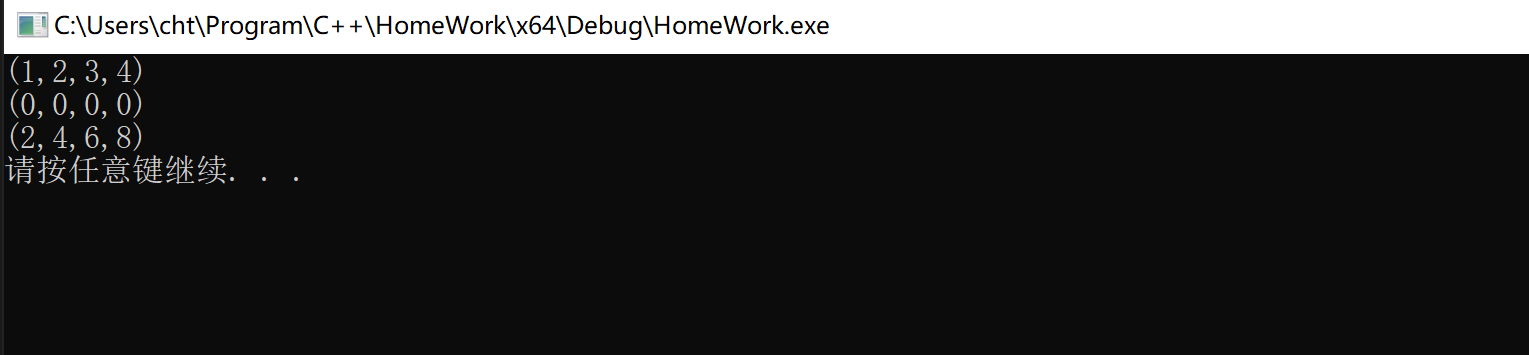 C:\Users\cht\Program\C++\HomeWork\x64\Debug\HomeWork.exe
(1,2,3,4)
(0,0,0,0)
(2,4,6,8)
请按任意键继续. . .